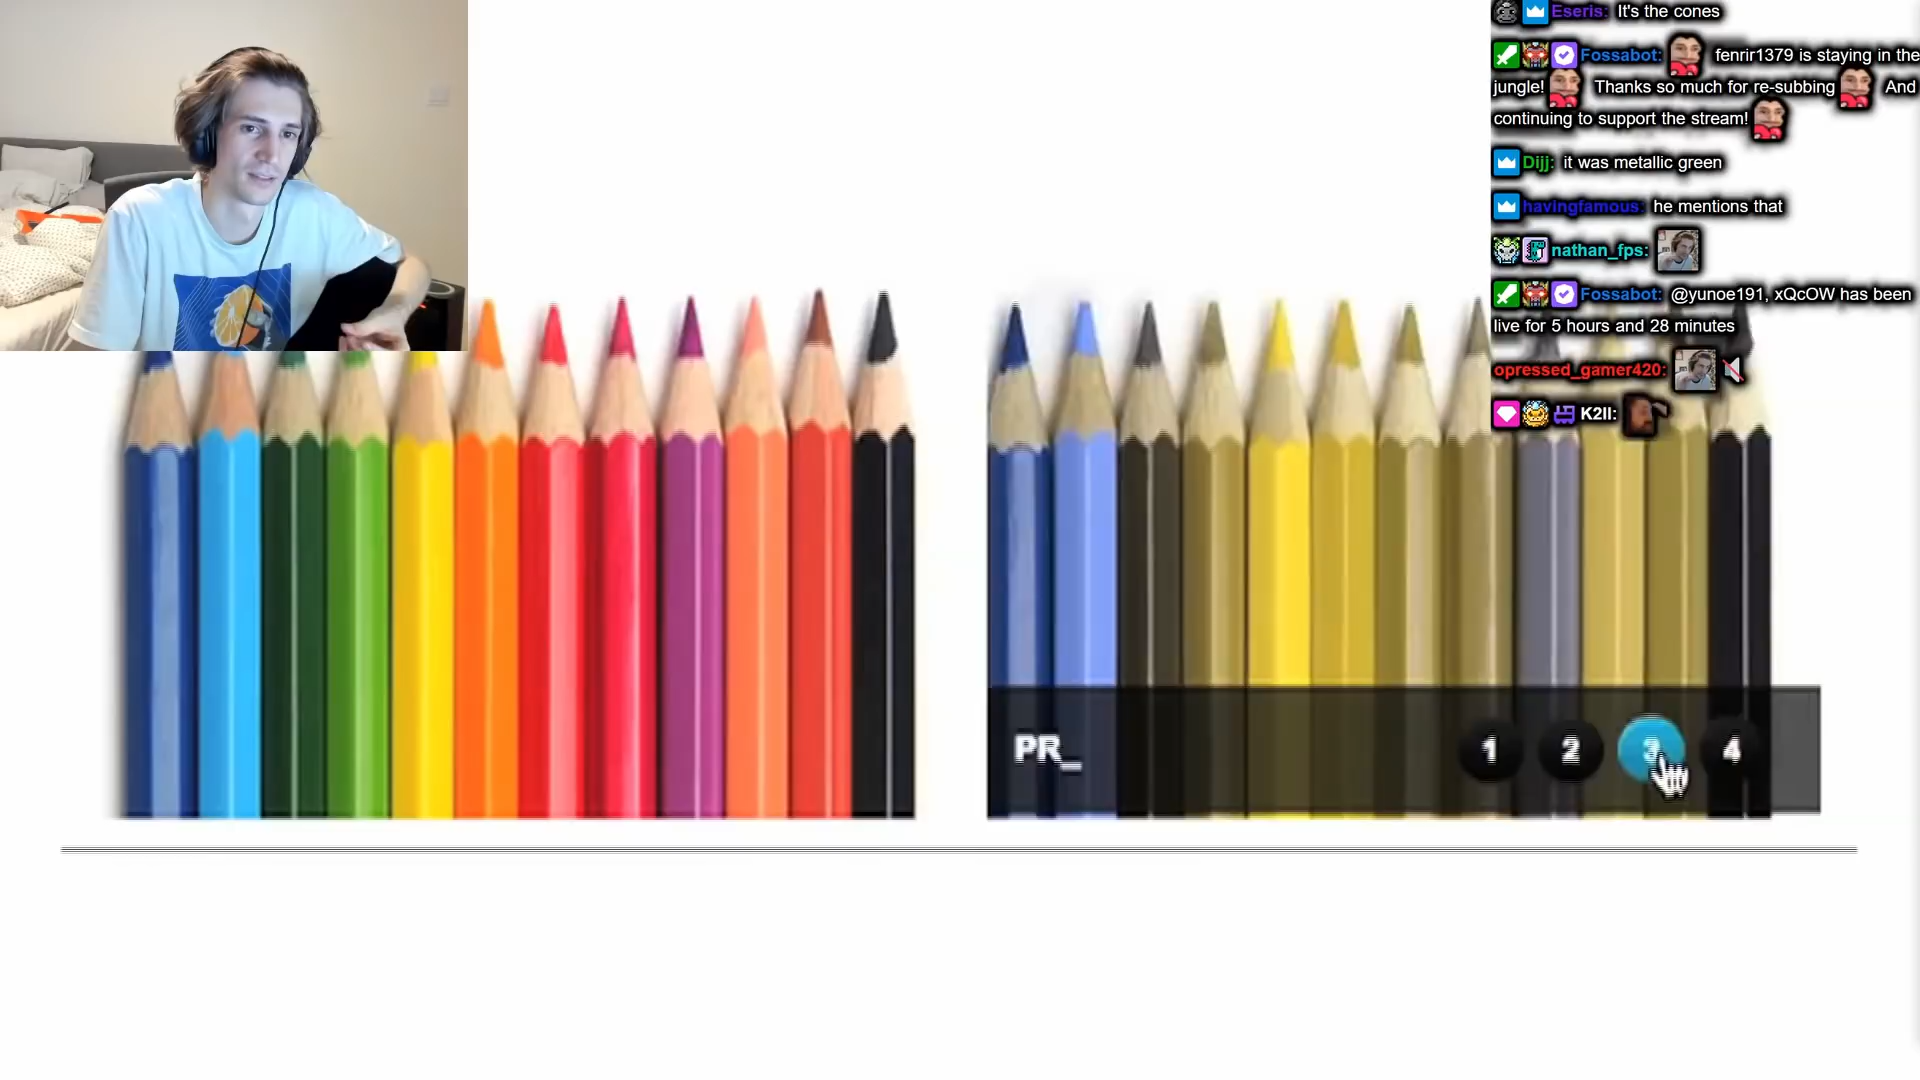 Eseris: It's the cones
Fossabot: fenrir1379 is staying in the
jungle! Thanks so much for re-subbing And
continuing to support the stream!
Dijj: it was metallic green
havingfamous: he mentions that
nathan_fps:
Fossabot: @yunoe191, xQcOW has been
live for 5 hours and 28 minutes
opressed_gamer420:
K2II:
PR_ 1 2 3 4